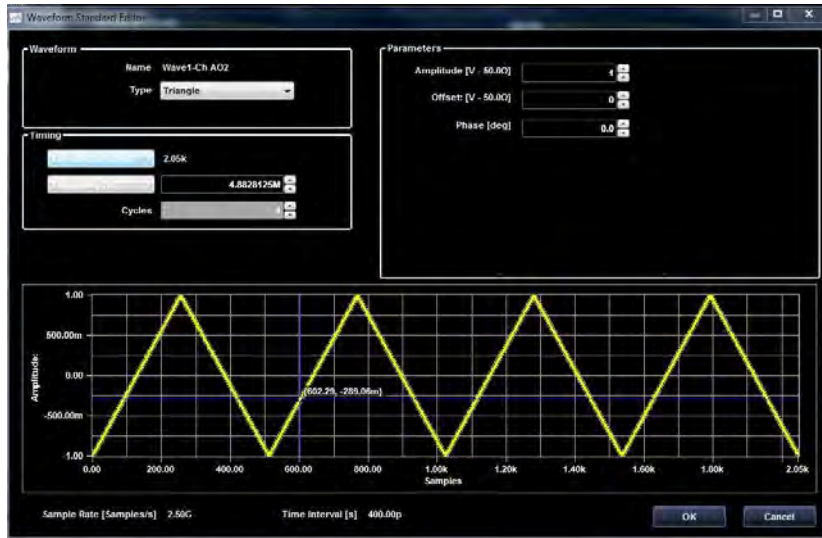 Waveform Standard Editor
Waveform
Name Wave1-Ch AO2
Type Triangle
Timing
2.05k
4.8828125M
Cycles
Parameters
Amplitude [V - 50.0Ω] 1
Offset: [V - 50.0Ω] 0
Phase [deg] 0.0
1.00
500.00m
0.00
-500.00m
-1.00
Amplitude:
(602.29, -289.06m)
0.00 200.00 400.00 600.00 800.00 1.00k 1.20k 1.40k 1.60k 1.80k 2.05k
Samples
Sample Rate [Samples/s] 2.50G Time Interval [s] 400.00p
OK Cancel